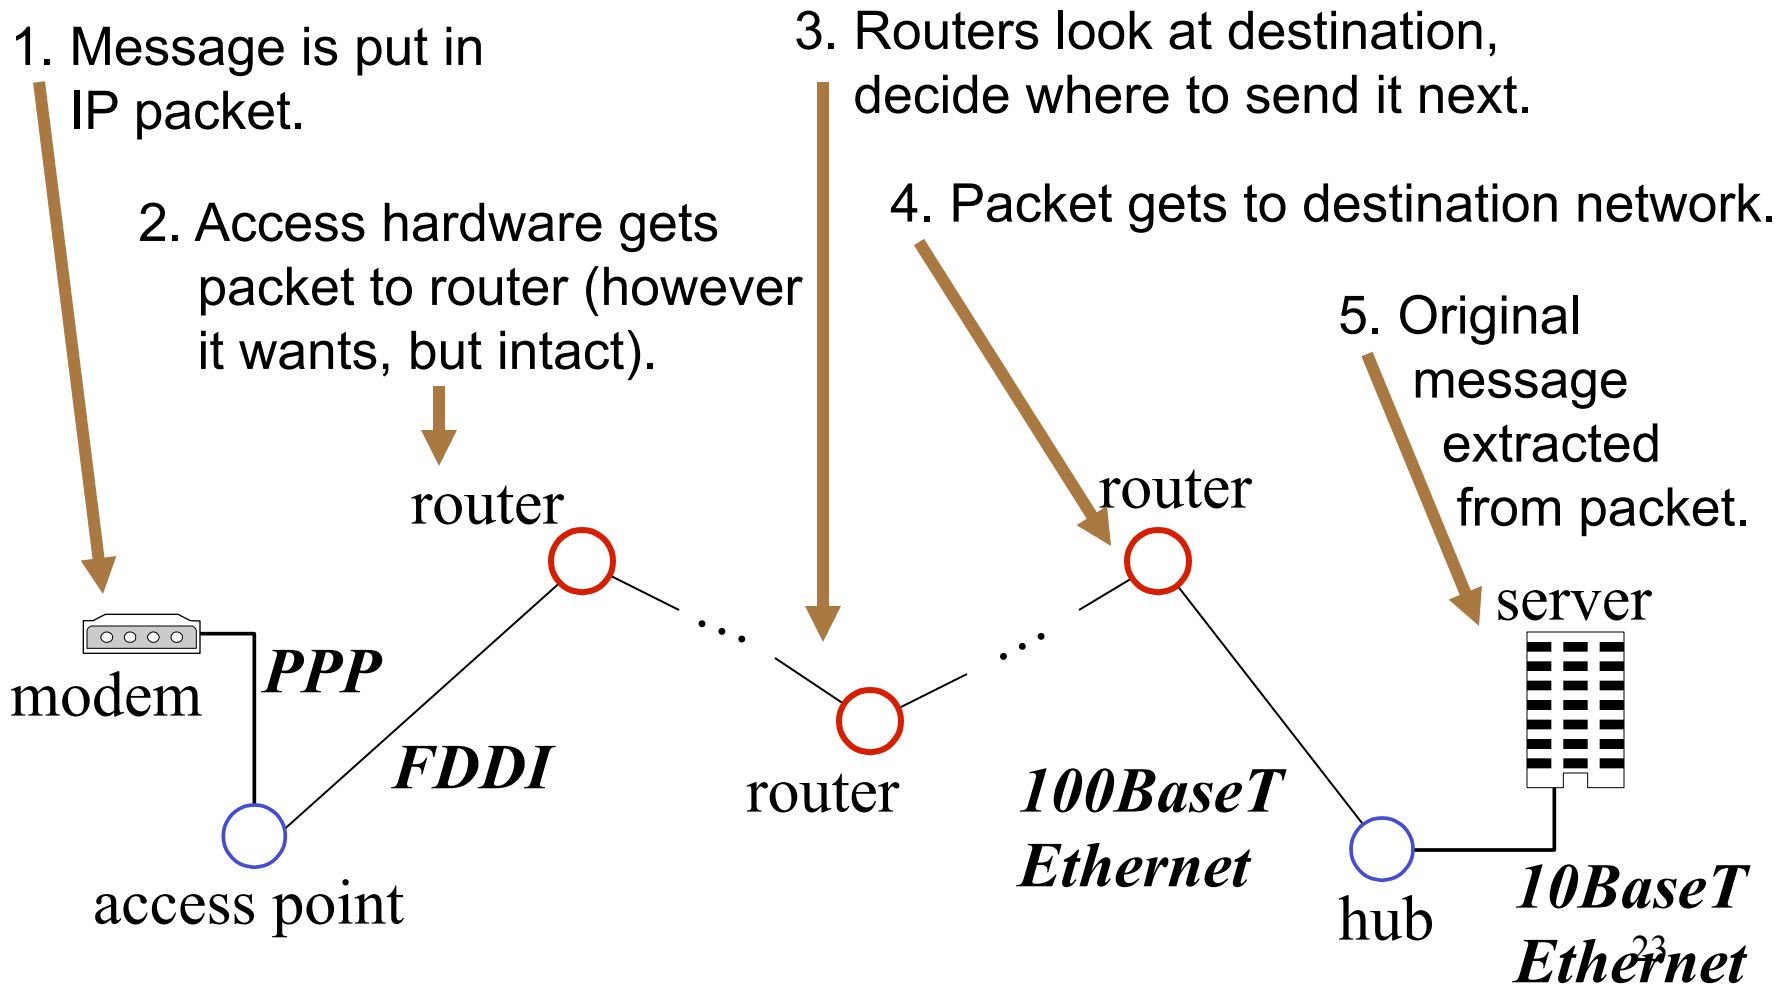 1. Message is put in
IP packet.
2. Access hardware gets
packet to router (however
it wants, but intact).
3. Routers look at destination,
decide where to send it next.
4. Packet gets to destination network.
5. Original
message
extracted
from packet.
router
router
server
modem
PPP
FDDI
router
100BaseT
Ethernet
access point
hub
10BaseT
Ethernet
23